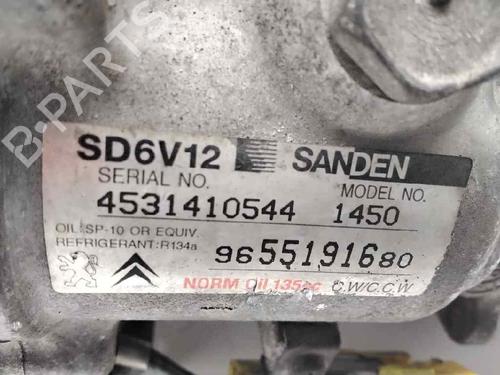 B-PARTS
SD6V12 SANDEN
SERIAL NO. MODEL NO.
4531410544 1450
OIL:SP-10 OR EQUIV.
REFRIGERANT:R134a
9655191680
NORM Oil 135cc C.W/C.C.W